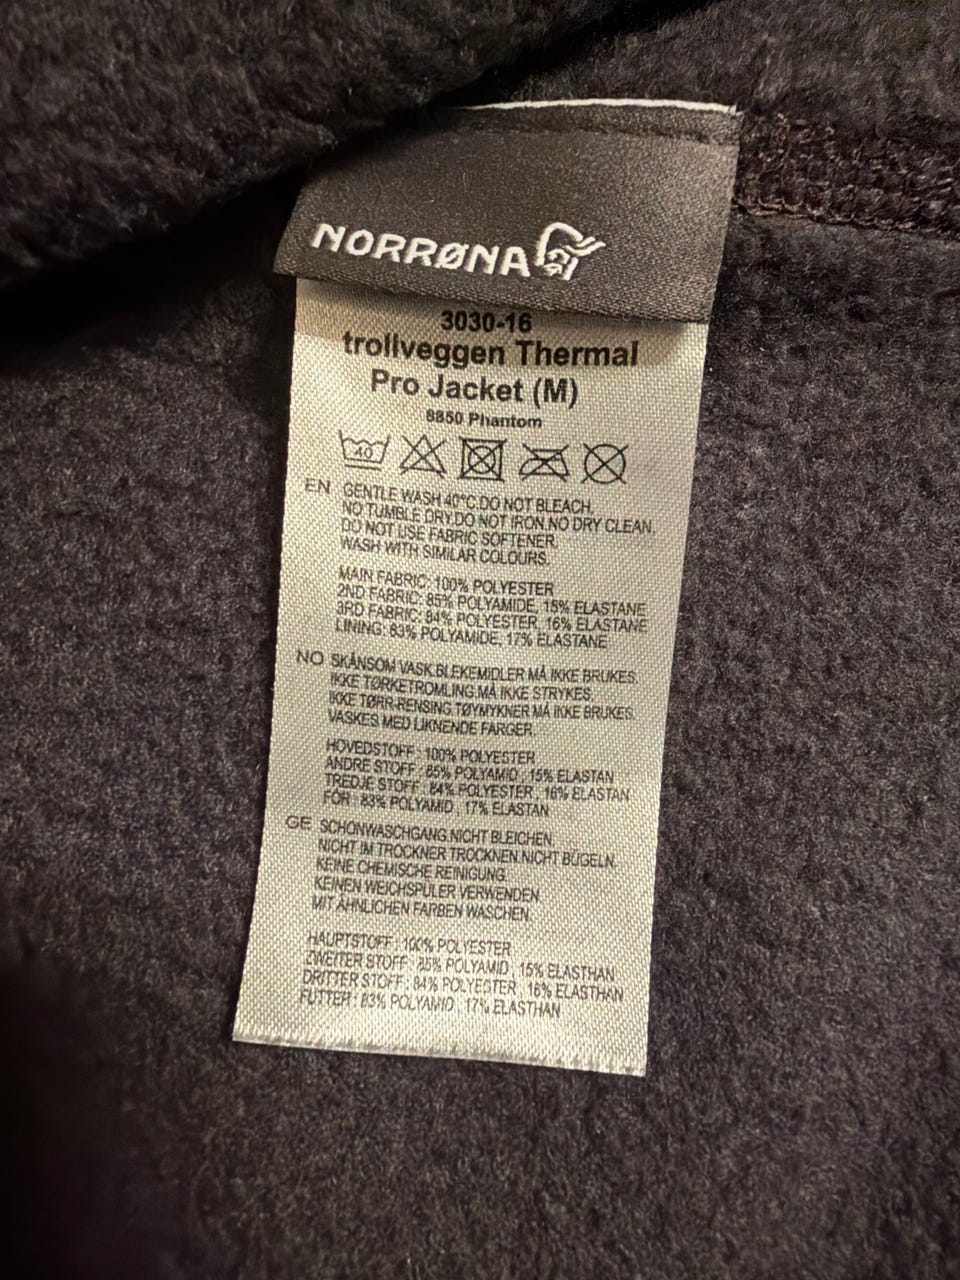 NORRØNA
3030-16
trollveggen Thermal
Pro Jacket (M)
8850 Phantom
40
EN GENTLE WASH 40°C.DO NOT BLEACH.
NO TUMBLE DRY.DO NOT IRON.NO DRY CLEAN.
DO NOT USE FABRIC SOFTENER.
WASH WITH SIMILAR COLOURS.
MAIN FABRIC: 100% POLYESTER
2ND FABRIC: 85% POLYAMIDE, 15% ELASTANE
3RD FABRIC: 84% POLYESTER, 16% ELASTANE
LINING: 83% POLYAMIDE, 17% ELASTANE
NO SKÅNSOM VASK.BLEKEMIDLER MÅ IKKE BRUKES.
IKKE TØRKETROMLING.MÅ IKKE STRYKES.
IKKE TØRR-RENSING.TØYMYKNER MÅ IKKE BRUKES.
VASKES MED LIKNENDE FARGER.
HOVEDSTOFF : 100% POLYESTER
ANDRE STOFF : 85% POLYAMID , 15% ELASTAN
TREDJE STOFF : 84% POLYESTER , 16% ELASTAN
FOR : 83% POLYAMID , 17% ELASTAN
GE SCHONWASCHGANG.NICHT BLEICHEN.
NICHT IM TROCKNER TROCKNEN.NICHT BÜGELN.
KEINE CHEMISCHE REINIGUNG.
KEINEN WEICHSPÜLER VERWENDEN.
MIT ÄHNLICHEN FARBEN WASCHEN.
HAUPTSTOFF : 100% POLYESTER
ZWEITER STOFF : 85% POLYAMID , 15% ELASTHAN
DRITTER STOFF : 84% POLYESTER , 16% ELASTHAN
FUTTER : 83% POLYAMID , 17% ELASTHAN